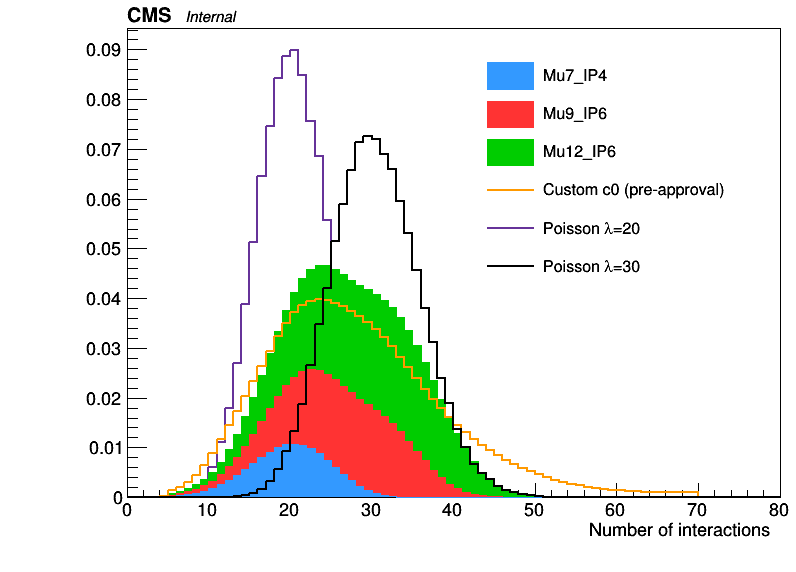 CMS Internal
0.09
0.08
0.07
0.06
0.05
0.04
0.03
0.02
0.01
0
Mu7_IP4
Mu9_IP6
Mu12_IP6
Custom c0 (pre-approval)
Poisson λ=20
Poisson λ=30
0 10 20 30 40 50 60 70 80
Number of interactions